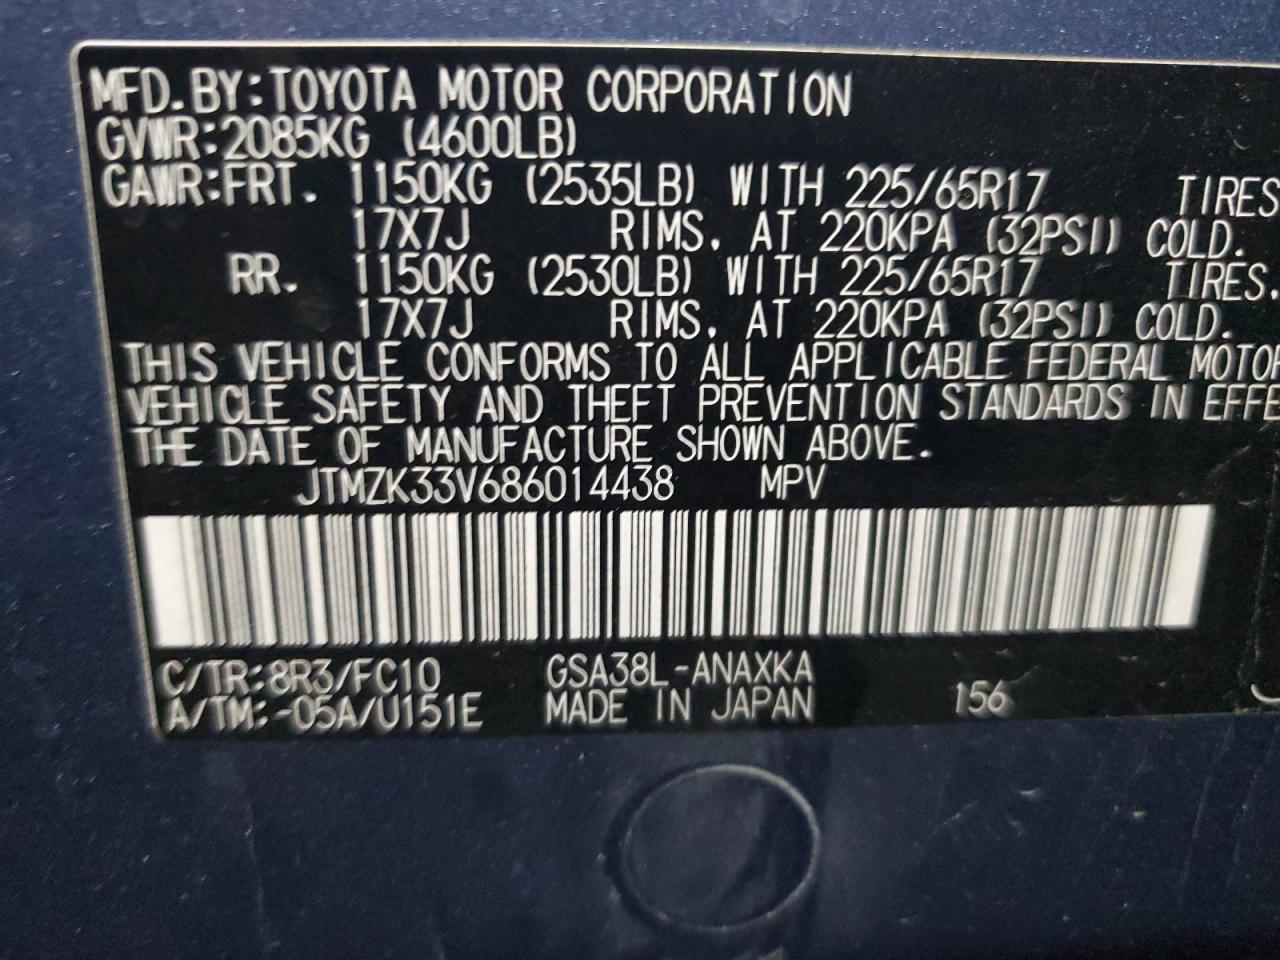 MFD.BY:TOYOTA MOTOR CORPORATION
GVWR:2085KG (4600LB)
GAWR:FRT. 1150KG (2535LB) WITH 225/65R17 TIRES
17X7J RIMS, AT 220KPA (32PSI) COLD.
RR. 1150KG (2530LB) WITH 225/65R17 TIRES.
17X7J RIMS, AT 220KPA (32PSI) COLD.
THIS VEHICLE CONFORMS TO ALL APPLICABLE FEDERAL MOTOR
VEHICLE SAFETY AND THEFT PREVENTION STANDARDS IN EFFE
THE DATE OF MANUFACTURE SHOWN ABOVE.
JTMZK33V686014438 MPV
C/TR:8R3/FC10 GSA38L-ANAXKA
A/TM:-05A/U151E MADE IN JAPAN 156